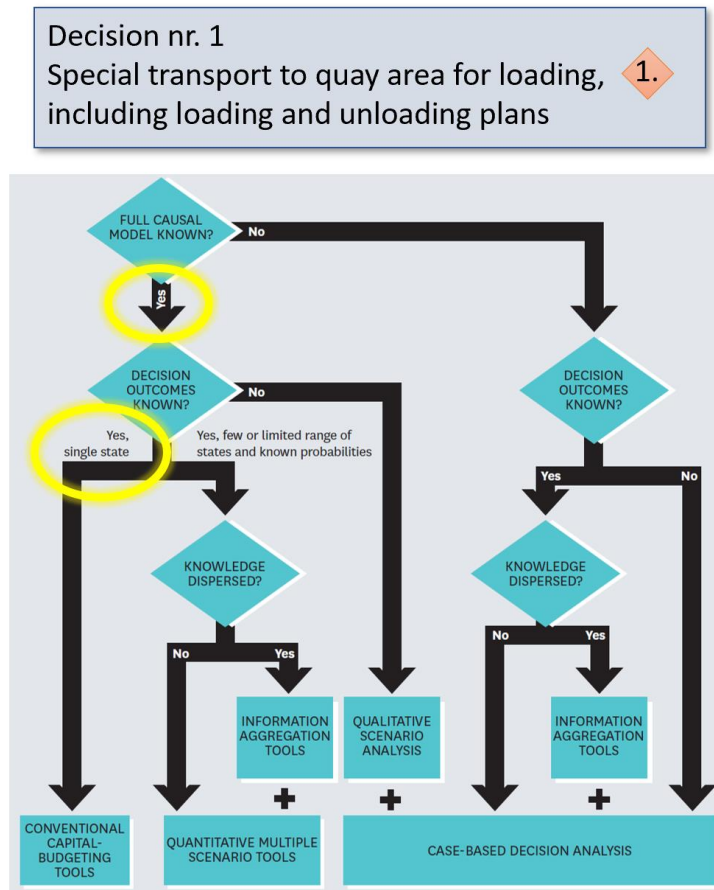 Decision nr. 1
Special transport to quay area for loading,
including loading and unloading plans
1.
FULL CAUSAL
MODEL KNOWN?
No
Yes
DECISION
OUTCOMES
KNOWN?
No
DECISION
OUTCOMES
KNOWN?
Yes,
single state
Yes, few or limited range of
states and known probabilities
Yes
No
KNOWLEDGE
DISPERSED?
KNOWLEDGE
DISPERSED?
No
Yes
No
Yes
INFORMATION
AGGREGATION
TOOLS
QUALITATIVE
SCENARIO
ANALYSIS
INFORMATION
AGGREGATION
TOOLS
+
+
+
CONVENTIONAL
CAPITAL-
BUDGETING
TOOLS
QUANTITATIVE MULTIPLE
SCENARIO TOOLS
CASE-BASED DECISION ANALYSIS